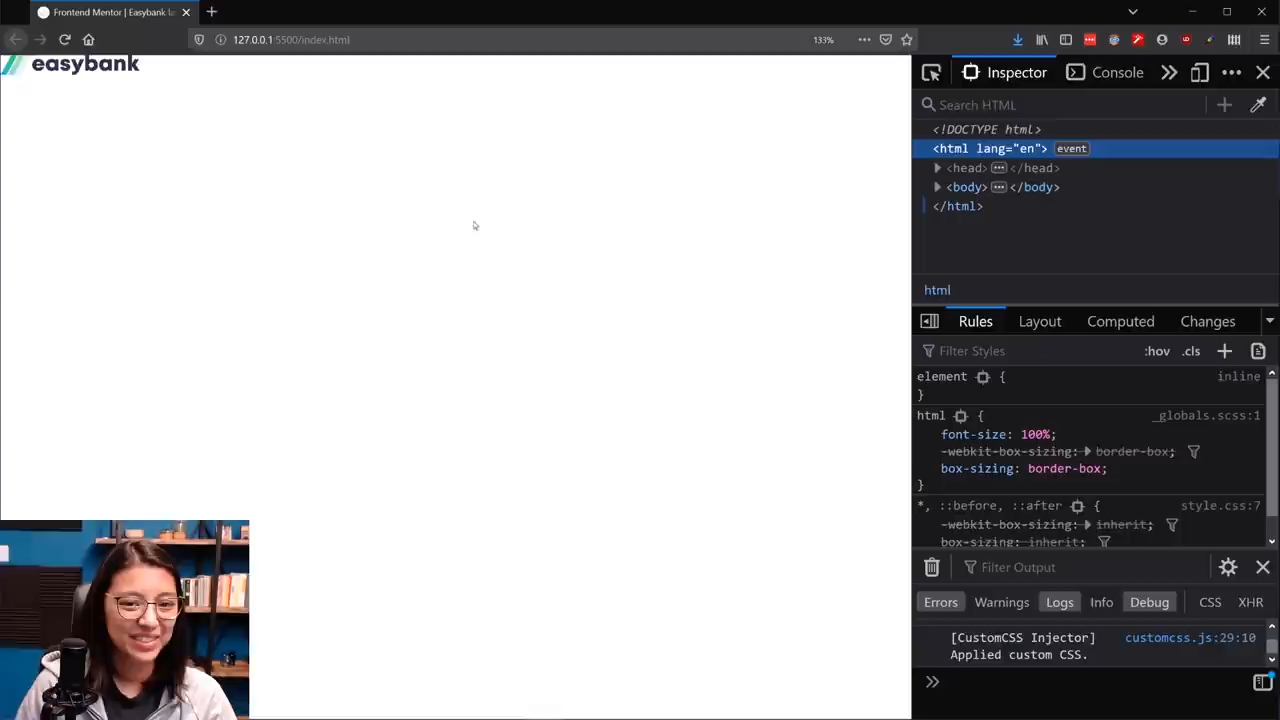 Frontend Mentor | Easybank la
127.0.0.1:5500/index.html
133%
easybank
Inspector
Console
Search HTML
<!DOCTYPE html>
<html lang="en">
event
<head> ••• </head>
<body> ••• </body>
</html>
html
Rules
Layout
Computed
Changes
Filter Styles
:hov
.cls
element {
inline
}
html {
_globals.scss:1
font-size: 100%;
-webkit-box-sizing: border-box;
box-sizing: border-box;
}
*, ::before, ::after {
style.css:7
-webkit-box-sizing: inherit;
box-sizing: inherit;
Filter Output
Errors
Warnings
Logs
Info
Debug
CSS
XHR
[CustomCSS Injector]
customcss.js:29:10
Applied custom CSS.